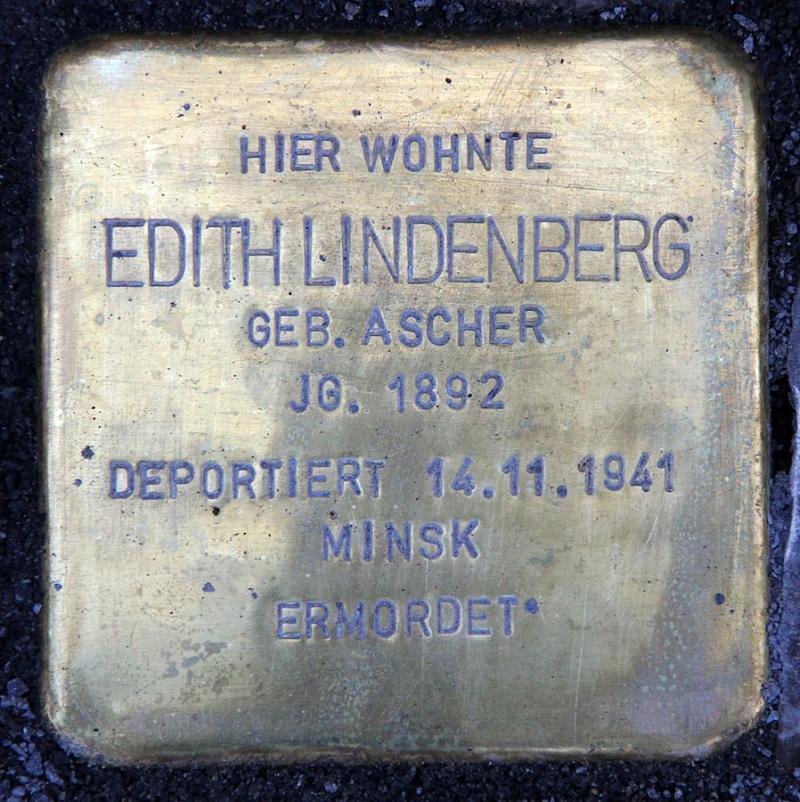 HIER WOHNTE
EDITH LINDENBERG
GEB. ASCHER
JG. 1892
DEPORTIERT 14.11.1941
MINSK
ERMORDET